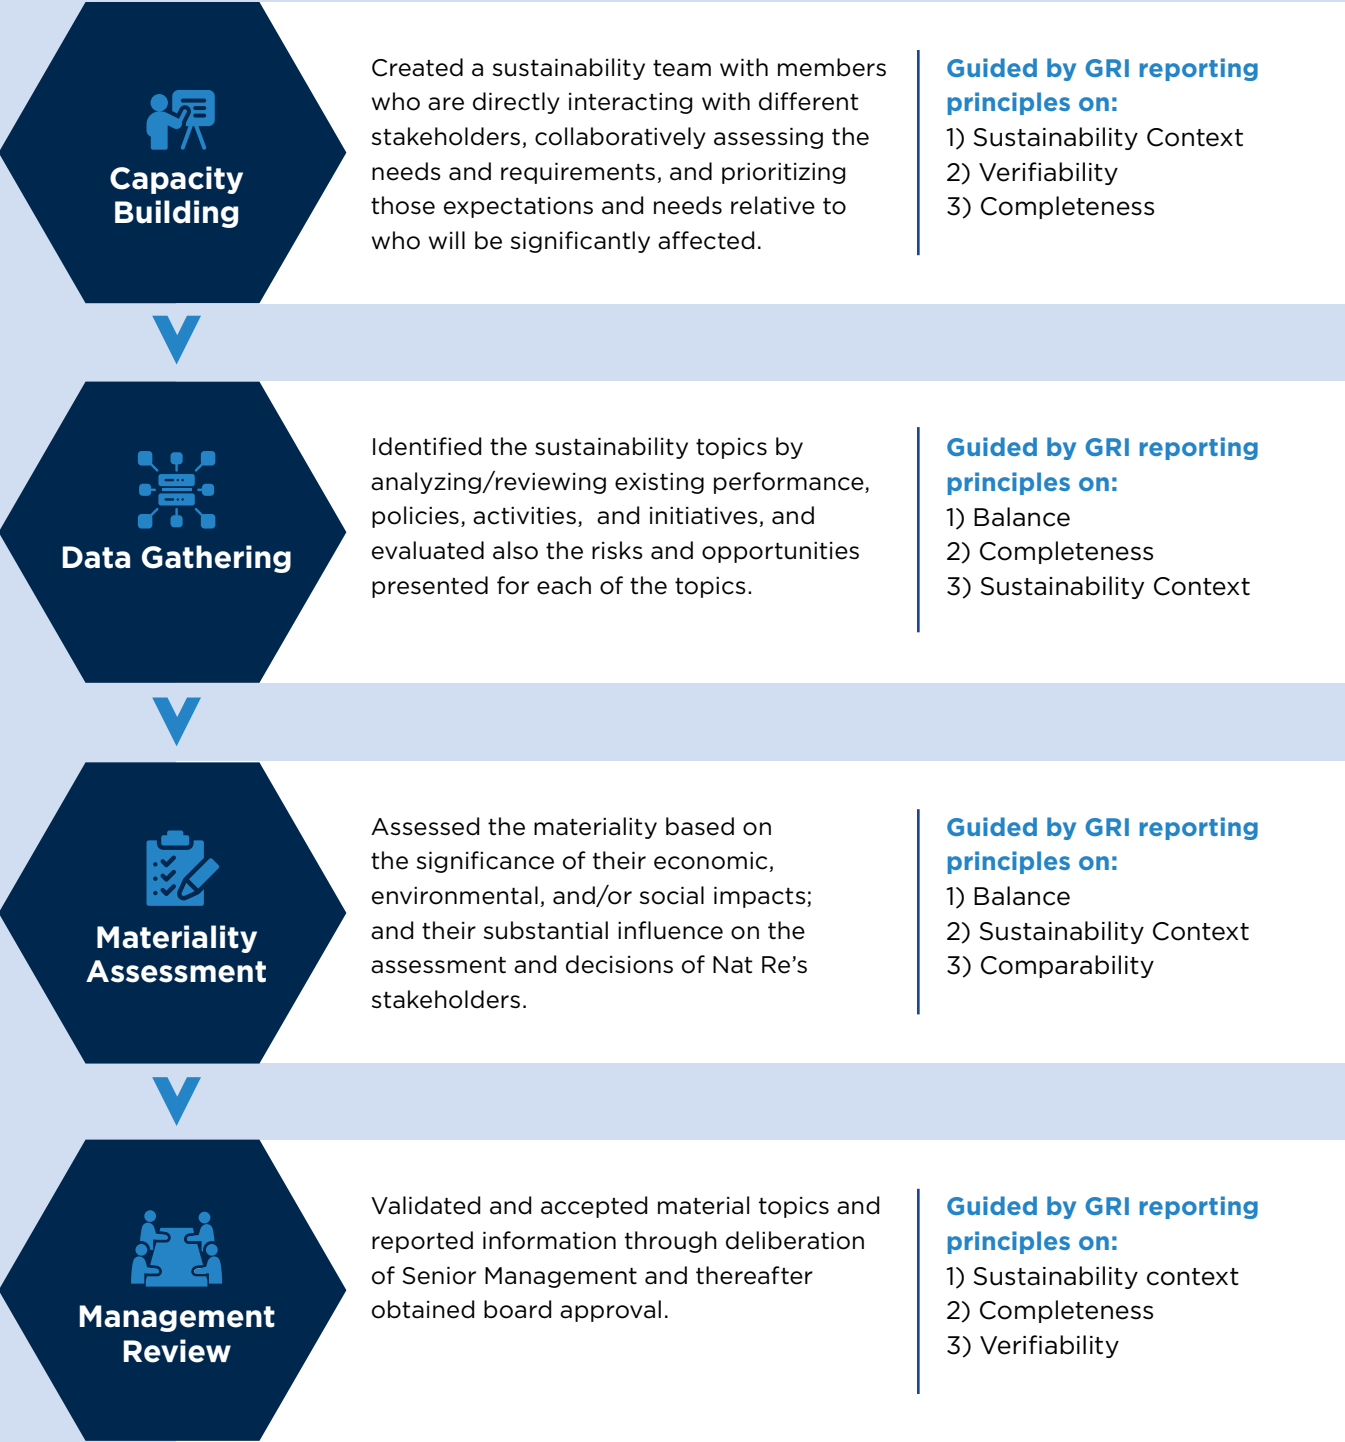 Capacity
Building
Created a sustainability team with members
who are directly interacting with different
stakeholders, collaboratively assessing the
needs and requirements, and prioritizing
those expectations and needs relative to
who will be significantly affected.
Guided by GRI reporting
principles on:
1) Sustainability Context
2) Verifiability
3) Completeness
Data Gathering
Identified the sustainability topics by
analyzing/reviewing existing performance,
policies, activities,  and initiatives, and
evaluated also the risks and opportunities
presented for each of the topics.
Guided by GRI reporting
principles on:
1) Balance
2) Completeness
3) Sustainability Context
Materiality
Assessment
Assessed the materiality based on
the significance of their economic,
environmental, and/or social impacts;
and their substantial influence on the
assessment and decisions of Nat Re’s
stakeholders.
Guided by GRI reporting
principles on:
1) Balance
2) Sustainability Context
3) Comparability
Management
Review
Validated and accepted material topics and
reported information through deliberation
of Senior Management and thereafter
obtained board approval.
Guided by GRI reporting
principles on:
1) Sustainability context
2) Completeness
3) Verifiability